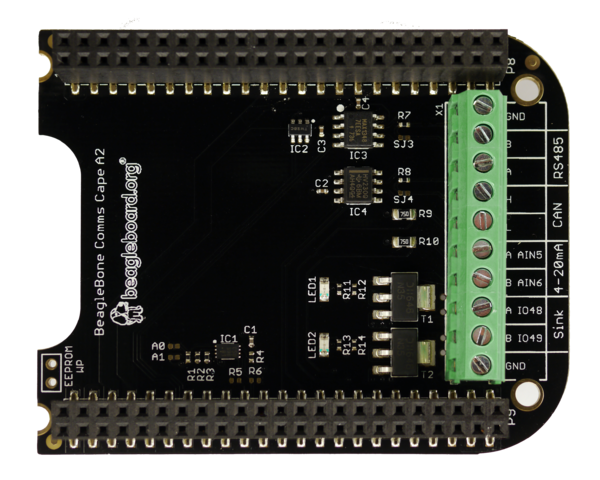 P8
C4
R7
X1
GND
IC2
C3
IC3
SJ3
B
A
RS485
C2
R8
IC4
SJ4
H
L
CAN
750
R9
750
R10
A AIN5
B AIN6
4-20mA
LED1
R11
R12
T1
A IO48
B IO49
Sink
LED2
R13
R14
T2
GND
BeagleBone Comms Cape A2
beagleboard.org®
A0
A1
IC1
C1
R1
R2
R3
R4
R5
R6
EEPROM
WP
P9